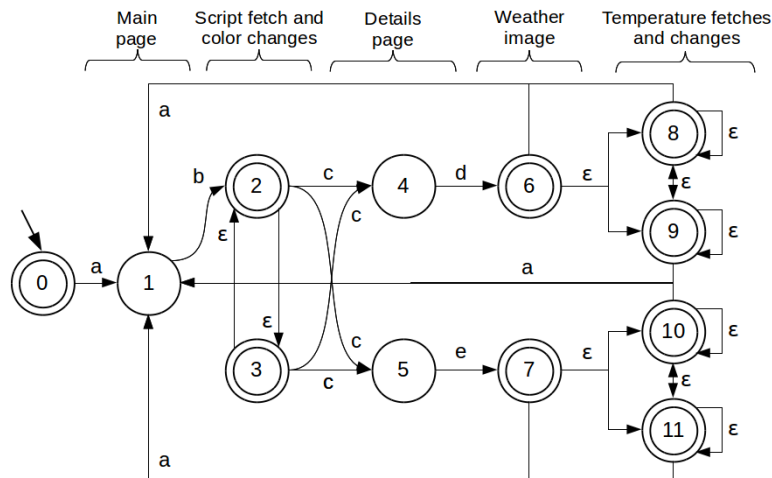 Main page
Script fetch and color changes
Details page
Weather image
Temperature fetches and changes
a
8
ε
b
2
c
4
d
6
ε
ε
c
ε
9
ε
0
a
1
a
ε
c
10
ε
3
c
5
e
7
ε
ε
11
ε
a